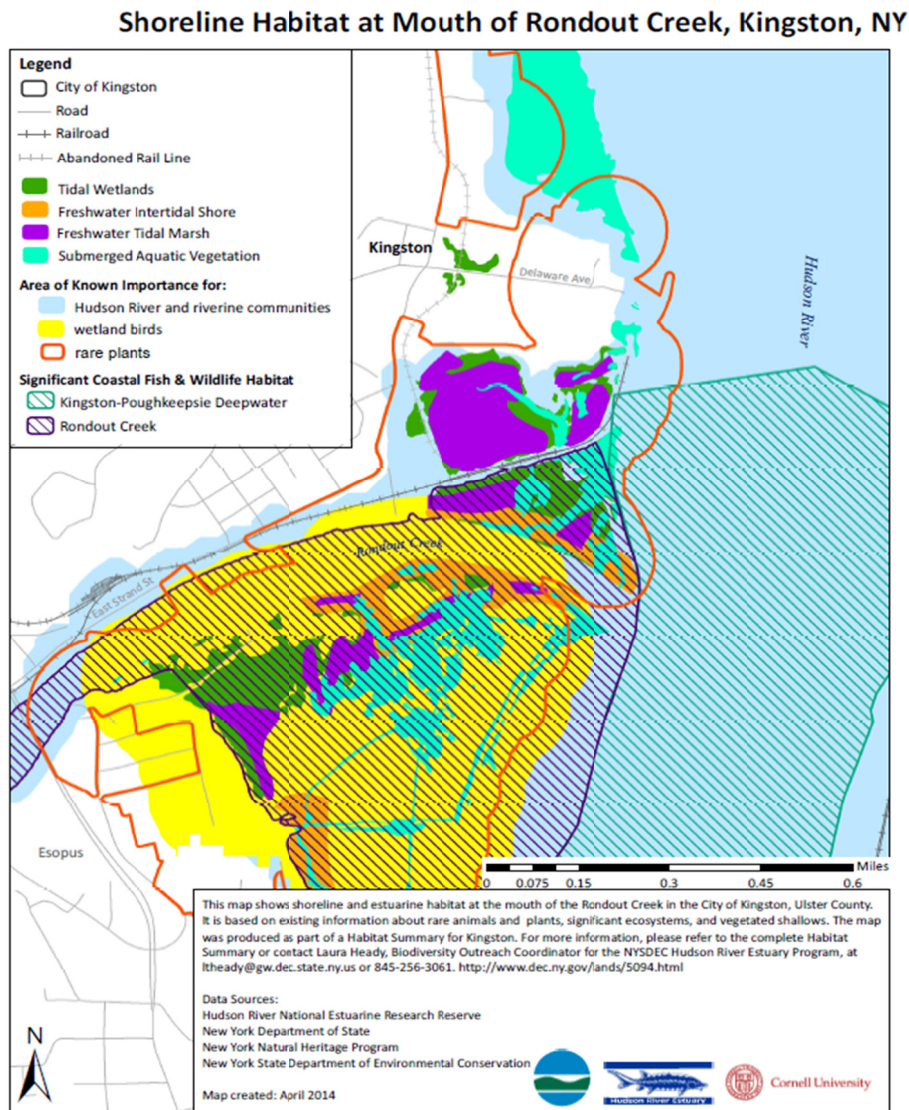 Shoreline Habitat at Mouth of Rondout Creek, Kingston, NY
Legend
City of Kingston
Road
Railroad
Abandoned Rail Line
Tidal Wetlands
Freshwater Intertidal Shore
Freshwater Tidal Marsh
Submerged Aquatic Vegetation
Area of Known Importance for:
Hudson River and riverine communities
wetland birds
rare plants
Significant Coastal Fish & Wildlife Habitat
Kingston-Poughkeepsie Deepwater
Rondout Creek
Kingston
Delaware Ave
Hudson River
Rondout Creek
East Strand St
Esopus
Miles
0 0.075 0.15 0.3 0.45 0.6
This map shows shoreline and estuarine habitat at the mouth of the Rondout Creek in the City of Kingston, Ulster County.
It is based on existing information about rare animals and plants, significant ecosystems, and vegetated shallows. The map
was produced as part of a Habitat Summary for Kingston. For more information, please refer to the complete Habitat
Summary or contact Laura Heady, Biodiversity Outreach Coordinator for the NYSDEC Hudson River Estuary Program, at
ltheady@gw.dec.state.ny.us or 845-256-3061. http://www.dec.ny.gov/lands/5094.html
Data Sources:
Hudson River National Estuarine Research Reserve
New York Department of State
New York Natural Heritage Program
New York State Department of Environmental Conservation
Map created: April 2014
N
Hudson River Estuary
Cornell University